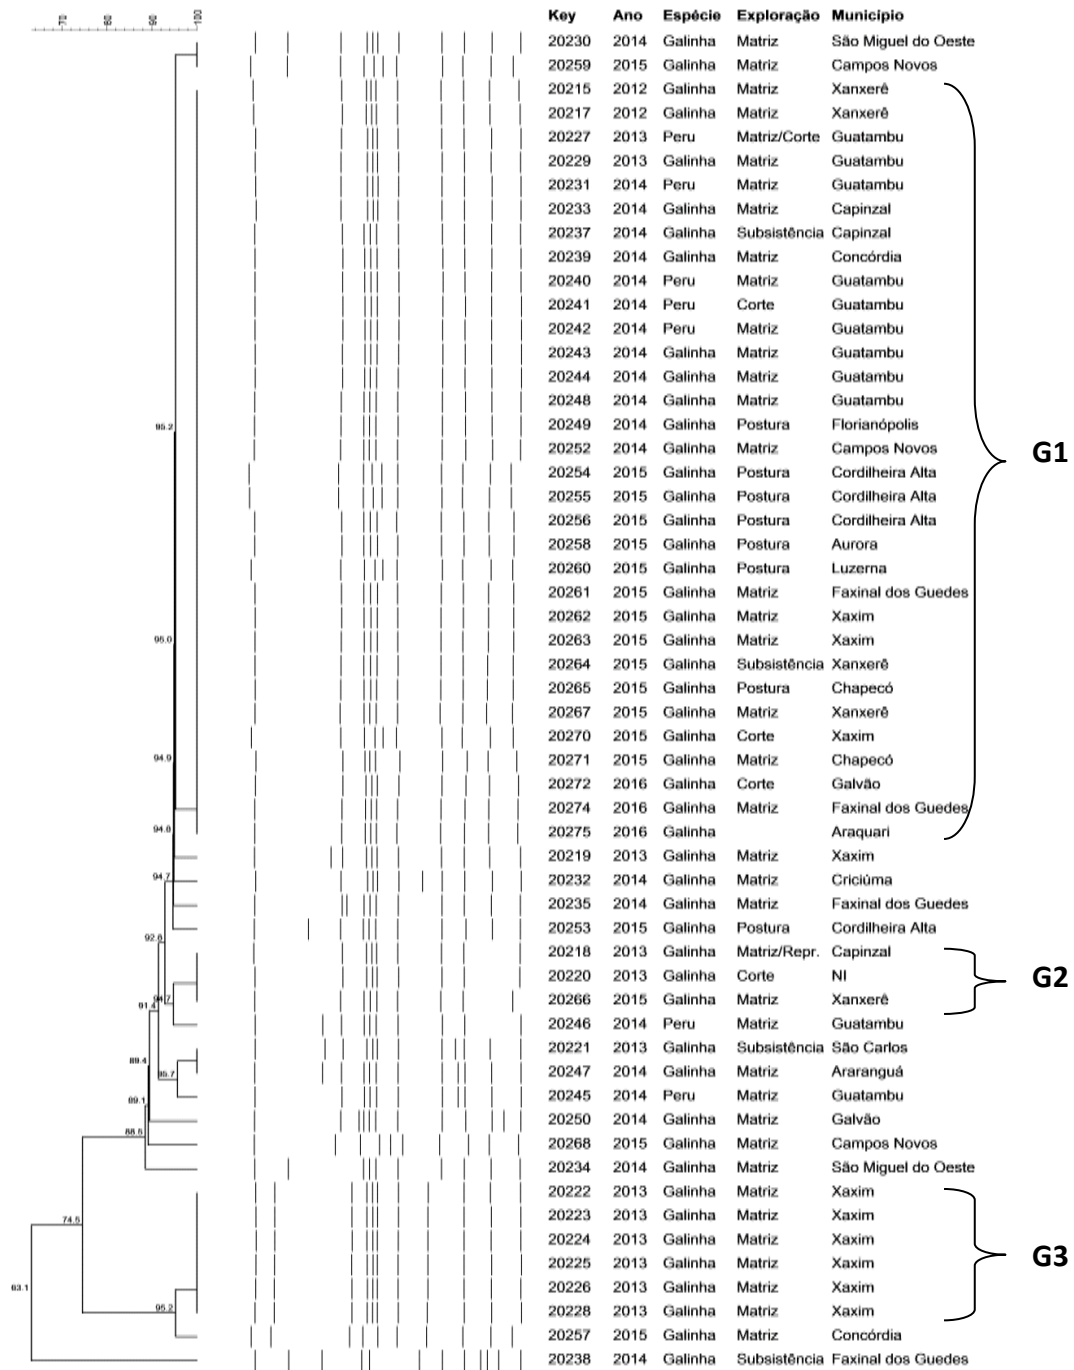 70 80 90 100
Key Ano Espécie Exploração Município
20230 2014 Galinha Matriz São Miguel do Oeste
20259 2015 Galinha Matriz Campos Novos
20215 2012 Galinha Matriz Xanxerê
20217 2012 Galinha Matriz Xanxerê
20227 2013 Peru Matriz/Corte Guatambu
20229 2013 Galinha Matriz Guatambu
20231 2014 Peru Matriz Guatambu
20233 2014 Galinha Matriz Capinzal
20237 2014 Galinha Subsistência Capinzal
20239 2014 Galinha Matriz Concórdia
20240 2014 Peru Matriz Guatambu
20241 2014 Peru Corte Guatambu
20242 2014 Peru Matriz Guatambu
20243 2014 Galinha Matriz Guatambu
20244 2014 Galinha Matriz Guatambu
20248 2014 Galinha Matriz Guatambu
95.2 20249 2014 Galinha Postura Florianópolis
20252 2014 Galinha Matriz Campos Novos
G1
20254 2015 Galinha Postura Cordilheira Alta
20255 2015 Galinha Postura Cordilheira Alta
20256 2015 Galinha Postura Cordilheira Alta
20258 2015 Galinha Postura Aurora
20260 2015 Galinha Postura Luzerna
20261 2015 Galinha Matriz Faxinal dos Guedes
20262 2015 Galinha Matriz Xaxim
95.0 20263 2015 Galinha Matriz Xaxim
20264 2015 Galinha Subsistência Xanxerê
20265 2015 Galinha Postura Chapecó
20267 2015 Galinha Matriz Xanxerê
20270 2015 Galinha Corte Xaxim
94.9 20271 2015 Galinha Matriz Chapecó
20272 2016 Galinha Corte Galvão
20274 2016 Galinha Matriz Faxinal dos Guedes
94.8 20275 2016 Galinha Araquari
20219 2013 Galinha Matriz Xaxim
94.7 20232 2014 Galinha Matriz Criciúma
20235 2014 Galinha Matriz Faxinal dos Guedes
20253 2015 Galinha Postura Cordilheira Alta
92.8 20218 2013 Galinha Matriz/Repr. Capinzal
20220 2013 Galinha Corte NI G2
94.7 20266 2015 Galinha Matriz Xanxerê
91.4 20246 2014 Peru Matriz Guatambu
20221 2013 Galinha Subsistência São Carlos
89.4 20247 2014 Galinha Matriz Araranguá
95.7 20245 2014 Peru Matriz Guatambu
89.1 20250 2014 Galinha Matriz Galvão
88.5 20268 2015 Galinha Matriz Campos Novos
20234 2014 Galinha Matriz São Miguel do Oeste
20222 2013 Galinha Matriz Xaxim
74.5 20223 2013 Galinha Matriz Xaxim
20224 2013 Galinha Matriz Xaxim
G3
20225 2013 Galinha Matriz Xaxim
63.1 20226 2013 Galinha Matriz Xaxim
95.2 20228 2013 Galinha Matriz Xaxim
20257 2015 Galinha Matriz Concórdia
20238 2014 Galinha Subsistência Faxinal dos Guedes